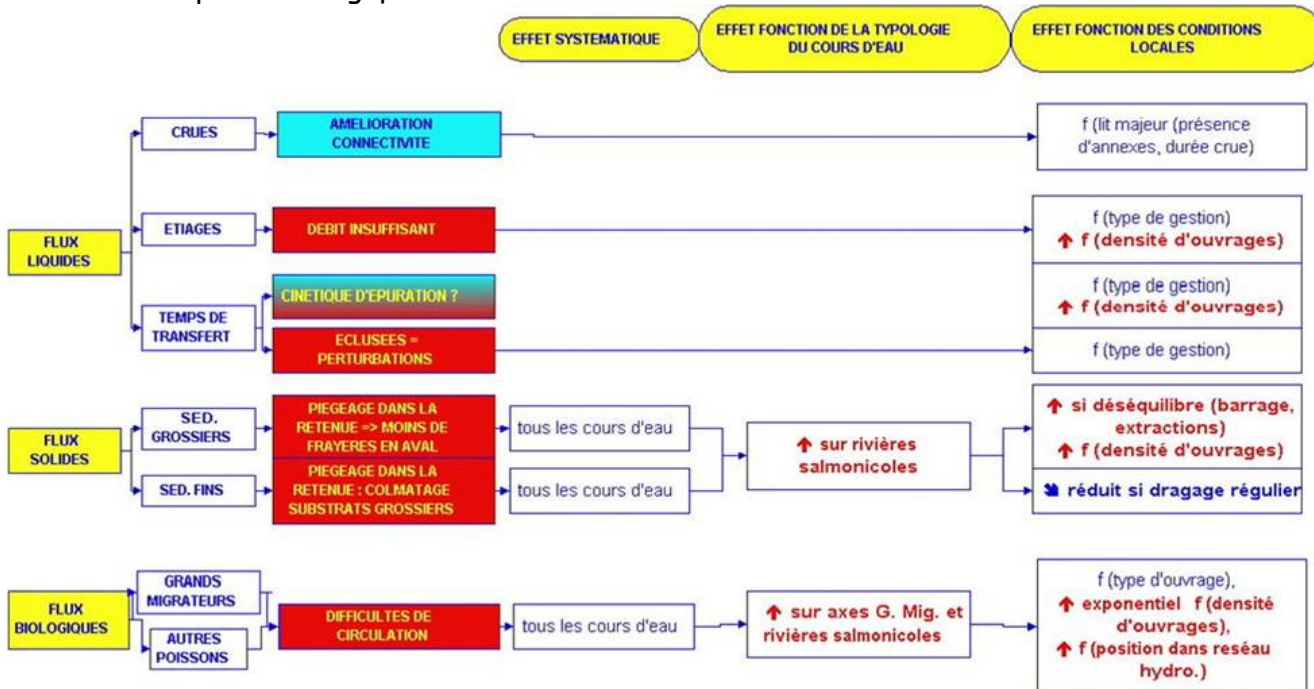 EFFET SYSTEMATIQUE
EFFET FONCTION DE LA TYPOLOGIE
DU COURS D'EAU
EFFET FONCTION DES CONDITIONS
LOCALES
FLUX
LIQUIDES
CRUES
AMELIORATION
CONNECTIVITE
f (lit majeur (présence
d'annexes, durée crue)
ETIAGES
DEBIT INSUFFISANT
f (type de gestion)
↑ f (densité d'ouvrages)
TEMPS DE
TRANSFERT
CINETIQUE D'EPURATION ?
f (type de gestion)
↑ f (densité d'ouvrages)
ECLUSEES =
PERTURBATIONS
f (type de gestion)
FLUX
SOLIDES
SED.
GROSSIERS
PIEGEAGE DANS LA
RETENUE => MOINS DE
FRAYERES EN AVAL
tous les cours d'eau
SED. FINS
PIEGEAGE DANS LA
RETENUE : COLMATAGE
SUBSTRATS GROSSIERS
tous les cours d'eau
↑ sur rivières
salmonicoles
↑ si déséquilibre (barrage,
extractions)
↑ f (densité d'ouvrages)
réduit si dragage régulier
FLUX
BIOLOGIQUES
GRANDS
MIGRATEURS
AUTRES
POISSONS
DIFFICULTES DE
CIRCULATION
tous les cours d'eau
↑ sur axes G. Mig. et
rivières salmonicoles
f (type d'ouvrage),
↑ exponentiel f (densité
d'ouvrages),
↑ f (position dans reséau
hydro.)